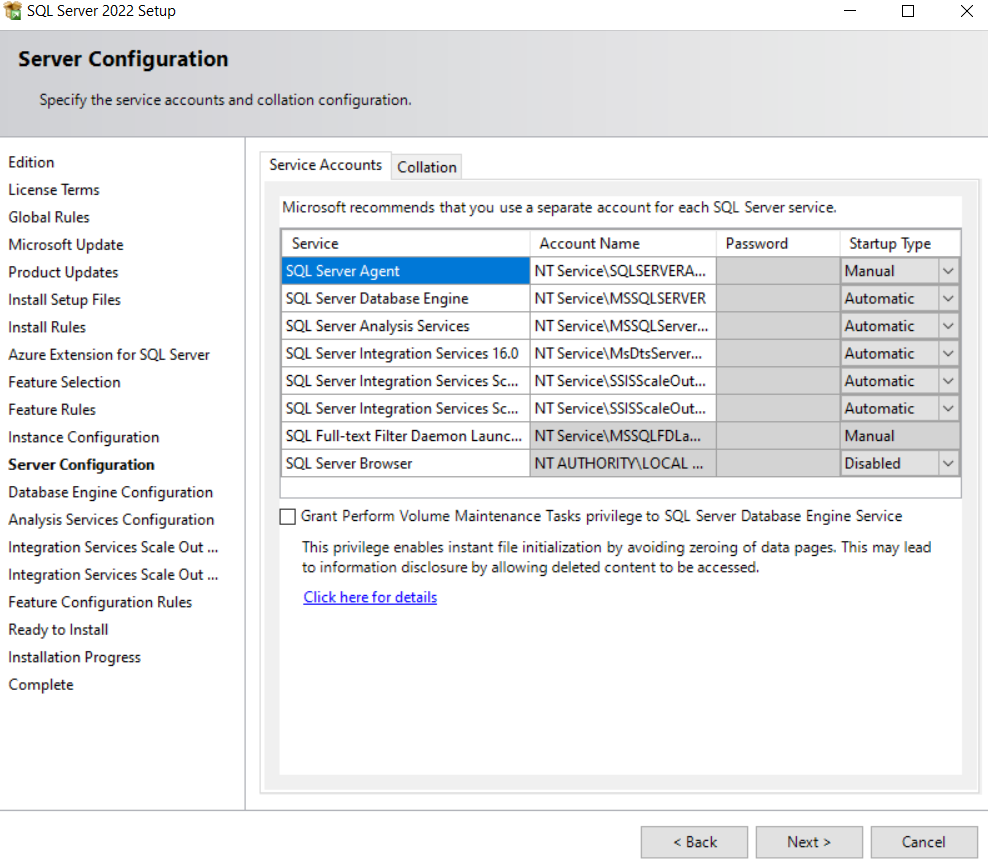 SQL Server 2022 Setup
Server Configuration
Specify the service accounts and collation configuration.
Edition
License Terms
Global Rules
Microsoft Update
Product Updates
Install Setup Files
Install Rules
Azure Extension for SQL Server
Feature Selection
Feature Rules
Instance Configuration
Server Configuration
Database Engine Configuration
Analysis Services Configuration
Integration Services Scale Out ...
Integration Services Scale Out ...
Feature Configuration Rules
Ready to Install
Installation Progress
Complete
Service Accounts Collation
Microsoft recommends that you use a separate account for each SQL Server service.
Service Account Name Password Startup Type
SQL Server Agent NT Service\SQLSERVERA... Manual
SQL Server Database Engine NT Service\MSSQLSERVER Automatic
SQL Server Analysis Services NT Service\MSSQLServer... Automatic
SQL Server Integration Services 16.0 NT Service\MsDtsServer... Automatic
SQL Server Integration Services Sc... NT Service\SSISScaleOut... Automatic
SQL Server Integration Services Sc... NT Service\SSISScaleOut... Automatic
SQL Full-text Filter Daemon Launc... NT Service\MSSQLFDLa... Manual
SQL Server Browser NT AUTHORITY\LOCAL ... Disabled
Grant Perform Volume Maintenance Tasks privilege to SQL Server Database Engine Service
This privilege enables instant file initialization by avoiding zeroing of data pages. This may lead
to information disclosure by allowing deleted content to be accessed.
Click here for details
< Back Next > Cancel